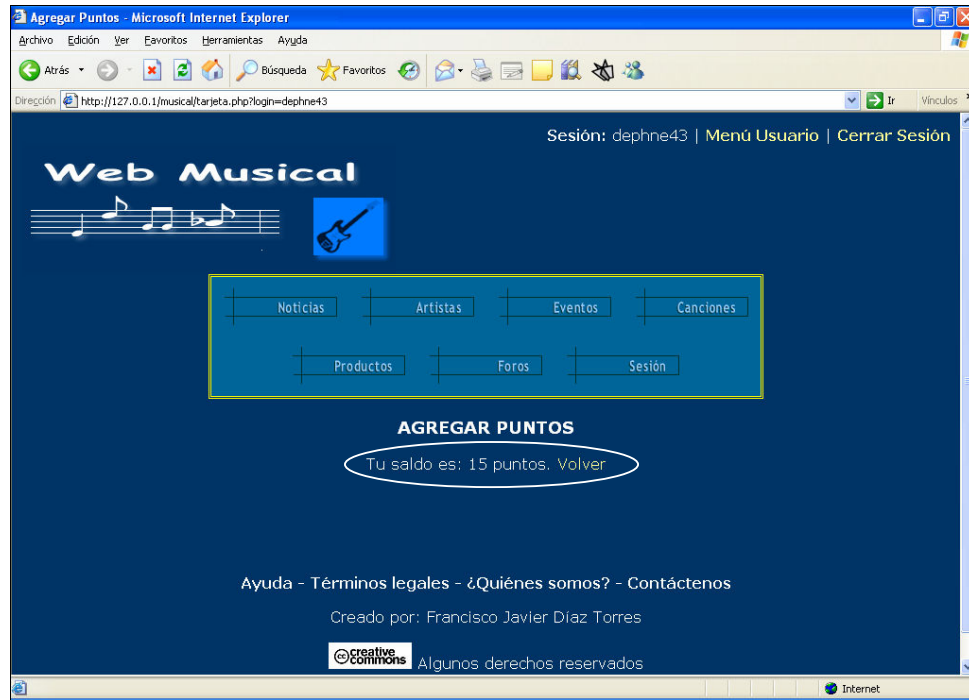 Agregar Puntos - Microsoft Internet Explorer
Archivo Edición Ver Favoritos Herramientas Ayuda
Atrás Búsqueda Favoritos
Dirección http://127.0.0.1/musical/tarjeta.php?login=dephne43 Ir Vínculos
Sesión: dephne43 | Menú Usuario | Cerrar Sesión
Web Musical
Noticias Artistas Eventos Canciones
Productos Foros Sesión
AGREGAR PUNTOS
Tu saldo es: 15 puntos. Volver
Ayuda - Términos legales - ¿Quiénes somos? - Contáctenos
Creado por: Francisco Javier Díaz Torres
cc creative commons Algunos derechos reservados
Internet